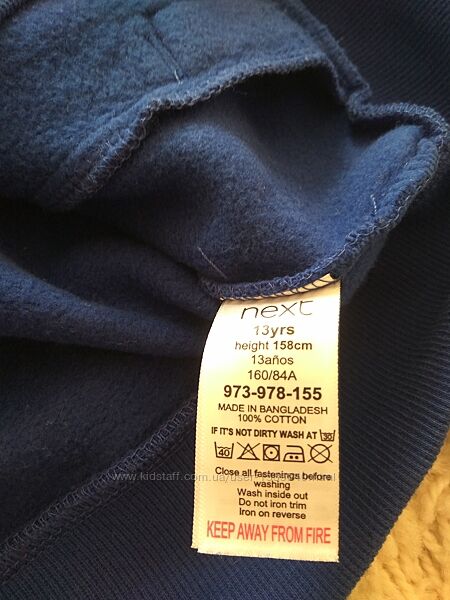 next
13yrs
height 158cm
13años
160/84A
973-978-155
MADE IN BANGLADESH
100% COTTON
IF IT'S NOT DIRTY WASH AT 30
40
Close all fastenings before
washing
Wash inside out
Do not iron trim
Iron on reverse
KEEP AWAY FROM FIRE